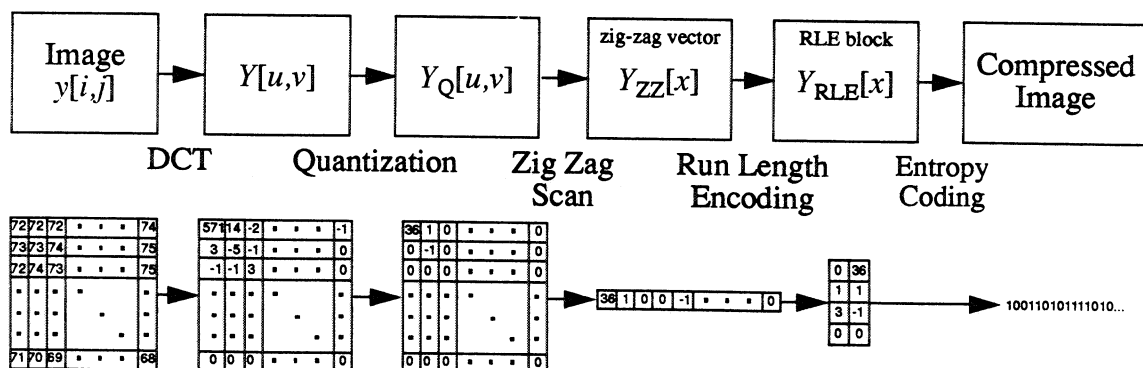 Image
y[i,j]
Y[u,v]
Y_Q[u,v]
zig-zag vector
Y_ZZ[x]
RLE block
Y_RLE[x]
Compressed
Image
DCT
Quantization
Zig Zag
Scan
Run Length
Encoding
Entropy
Coding
72 72 72 74
73 73 74 75
72 74 73 75
71 70 69 68
571 14 -2 -1
3 -5 -1 0
-1 -1 3 0
0 0 0 0
36 1 0 0
0 -1 0 0
0 0 0 0
0 0 0 0
36 1 0 0 -1 0
0 36
1 1
3 -1
0 0
100110101111010...